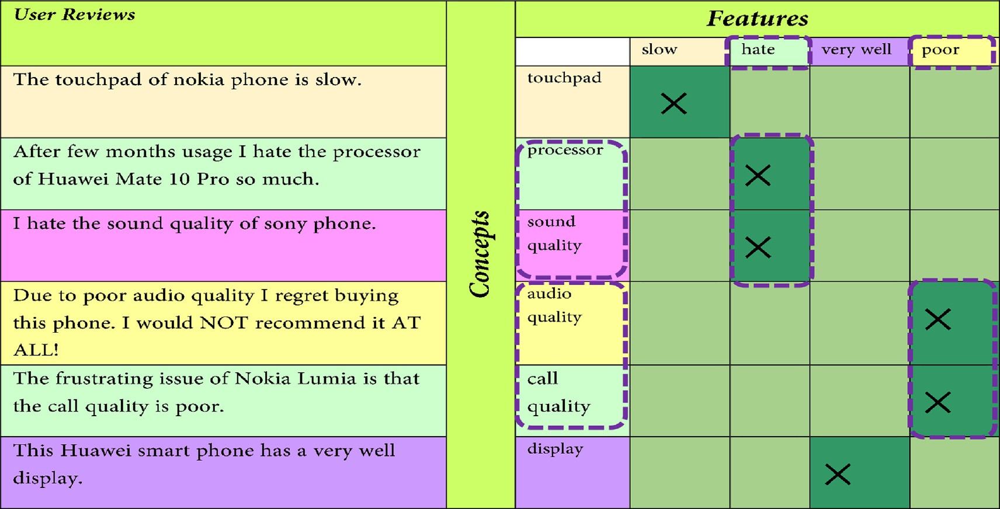 User Reviews
Features
slow hate very well poor
The touchpad of nokia phone is slow.
touchpad
After few months usage I hate the processor
of Huawei Mate 10 Pro so much.
processor
Concepts
I hate the sound quality of sony phone.
sound
quality
Due to poor audio quality I regret buying
this phone. I would NOT recommend it AT
ALL!
audio
quality
The frustrating issue of Nokia Lumia is that
the call quality is poor.
call
quality
This Huawei smart phone has a very well
display.
display